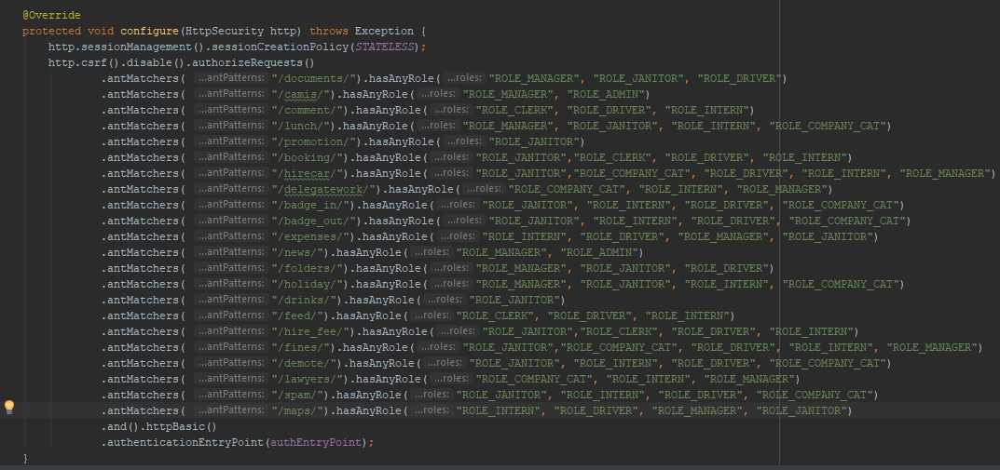 @Override
protected void configure(HttpSecurity http) throws Exception {
http.sessionManagement().sessionCreationPolicy(STATELESS);
http.csrf().disable().authorizeRequests()
.antMatchers( ...antPatterns: "/documents/").hasAnyRole( ...roles: "ROLE_MANAGER", "ROLE_JANITOR", "ROLE_DRIVER")
.antMatchers( ...antPatterns: "/camis/").hasAnyRole( ...roles: "ROLE_MANAGER", "ROLE_ADMIN")
.antMatchers( ...antPatterns: "/comment/").hasAnyRole( ...roles: "ROLE_CLERK", "ROLE_DRIVER", "ROLE_INTERN")
.antMatchers( ...antPatterns: "/lunch/").hasAnyRole( ...roles: "ROLE_MANAGER", "ROLE_JANITOR", "ROLE_INTERN", "ROLE_COMPANY_CAT")
.antMatchers( ...antPatterns: "/promotion/").hasAnyRole( ...roles: "ROLE_JANITOR")
.antMatchers( ...antPatterns: "/booking/").hasAnyRole( ...roles: "ROLE_JANITOR","ROLE_CLERK", "ROLE_DRIVER", "ROLE_INTERN")
.antMatchers( ...antPatterns: "/hirecar/").hasAnyRole( ...roles: "ROLE_JANITOR","ROLE_COMPANY_CAT", "ROLE_DRIVER", "ROLE_INTERN", "ROLE_MANAGER")
.antMatchers( ...antPatterns: "/delegatework/").hasAnyRole( ...roles: "ROLE_COMPANY_CAT", "ROLE_INTERN", "ROLE_MANAGER")
.antMatchers( ...antPatterns: "/badge_in/").hasAnyRole( ...roles: "ROLE_JANITOR", "ROLE_INTERN", "ROLE_DRIVER", "ROLE_COMPANY_CAT")
.antMatchers( ...antPatterns: "/badge_out/").hasAnyRole( ...roles: "ROLE_JANITOR", "ROLE_INTERN", "ROLE_DRIVER", "ROLE_COMPANY_CAT")
.antMatchers( ...antPatterns: "/expenses/").hasAnyRole( ...roles: "ROLE_INTERN", "ROLE_DRIVER", "ROLE_MANAGER", "ROLE_JANITOR")
.antMatchers( ...antPatterns: "/news/").hasAnyRole( ...roles: "ROLE_MANAGER", "ROLE_ADMIN")
.antMatchers( ...antPatterns: "/folders/").hasAnyRole( ...roles: "ROLE_MANAGER", "ROLE_JANITOR", "ROLE_DRIVER")
.antMatchers( ...antPatterns: "/holiday/").hasAnyRole( ...roles: "ROLE_MANAGER", "ROLE_JANITOR", "ROLE_INTERN", "ROLE_COMPANY_CAT")
.antMatchers( ...antPatterns: "/drinks/").hasAnyRole( ...roles: "ROLE_JANITOR")
.antMatchers( ...antPatterns: "/feed/").hasAnyRole( ...roles: "ROLE_CLERK", "ROLE_DRIVER", "ROLE_INTERN")
.antMatchers( ...antPatterns: "/hire_fee/").hasAnyRole( ...roles: "ROLE_JANITOR","ROLE_CLERK", "ROLE_DRIVER", "ROLE_INTERN")
.antMatchers( ...antPatterns: "/fines/").hasAnyRole( ...roles: "ROLE_JANITOR","ROLE_COMPANY_CAT", "ROLE_DRIVER", "ROLE_INTERN", "ROLE_MANAGER")
.antMatchers( ...antPatterns: "/demote/").hasAnyRole( ...roles: "ROLE_JANITOR", "ROLE_INTERN", "ROLE_DRIVER", "ROLE_COMPANY_CAT")
.antMatchers( ...antPatterns: "/lawyers/").hasAnyRole( ...roles: "ROLE_COMPANY_CAT", "ROLE_INTERN", "ROLE_MANAGER")
.antMatchers( ...antPatterns: "/spam/").hasAnyRole( ...roles: "ROLE_JANITOR", "ROLE_INTERN", "ROLE_DRIVER", "ROLE_COMPANY_CAT")
.antMatchers( ...antPatterns: "/maps/").hasAnyRole( ...roles: "ROLE_INTERN", "ROLE_DRIVER", "ROLE_MANAGER", "ROLE_JANITOR")
.and().httpBasic()
.authenticationEntryPoint(authEntryPoint);
}